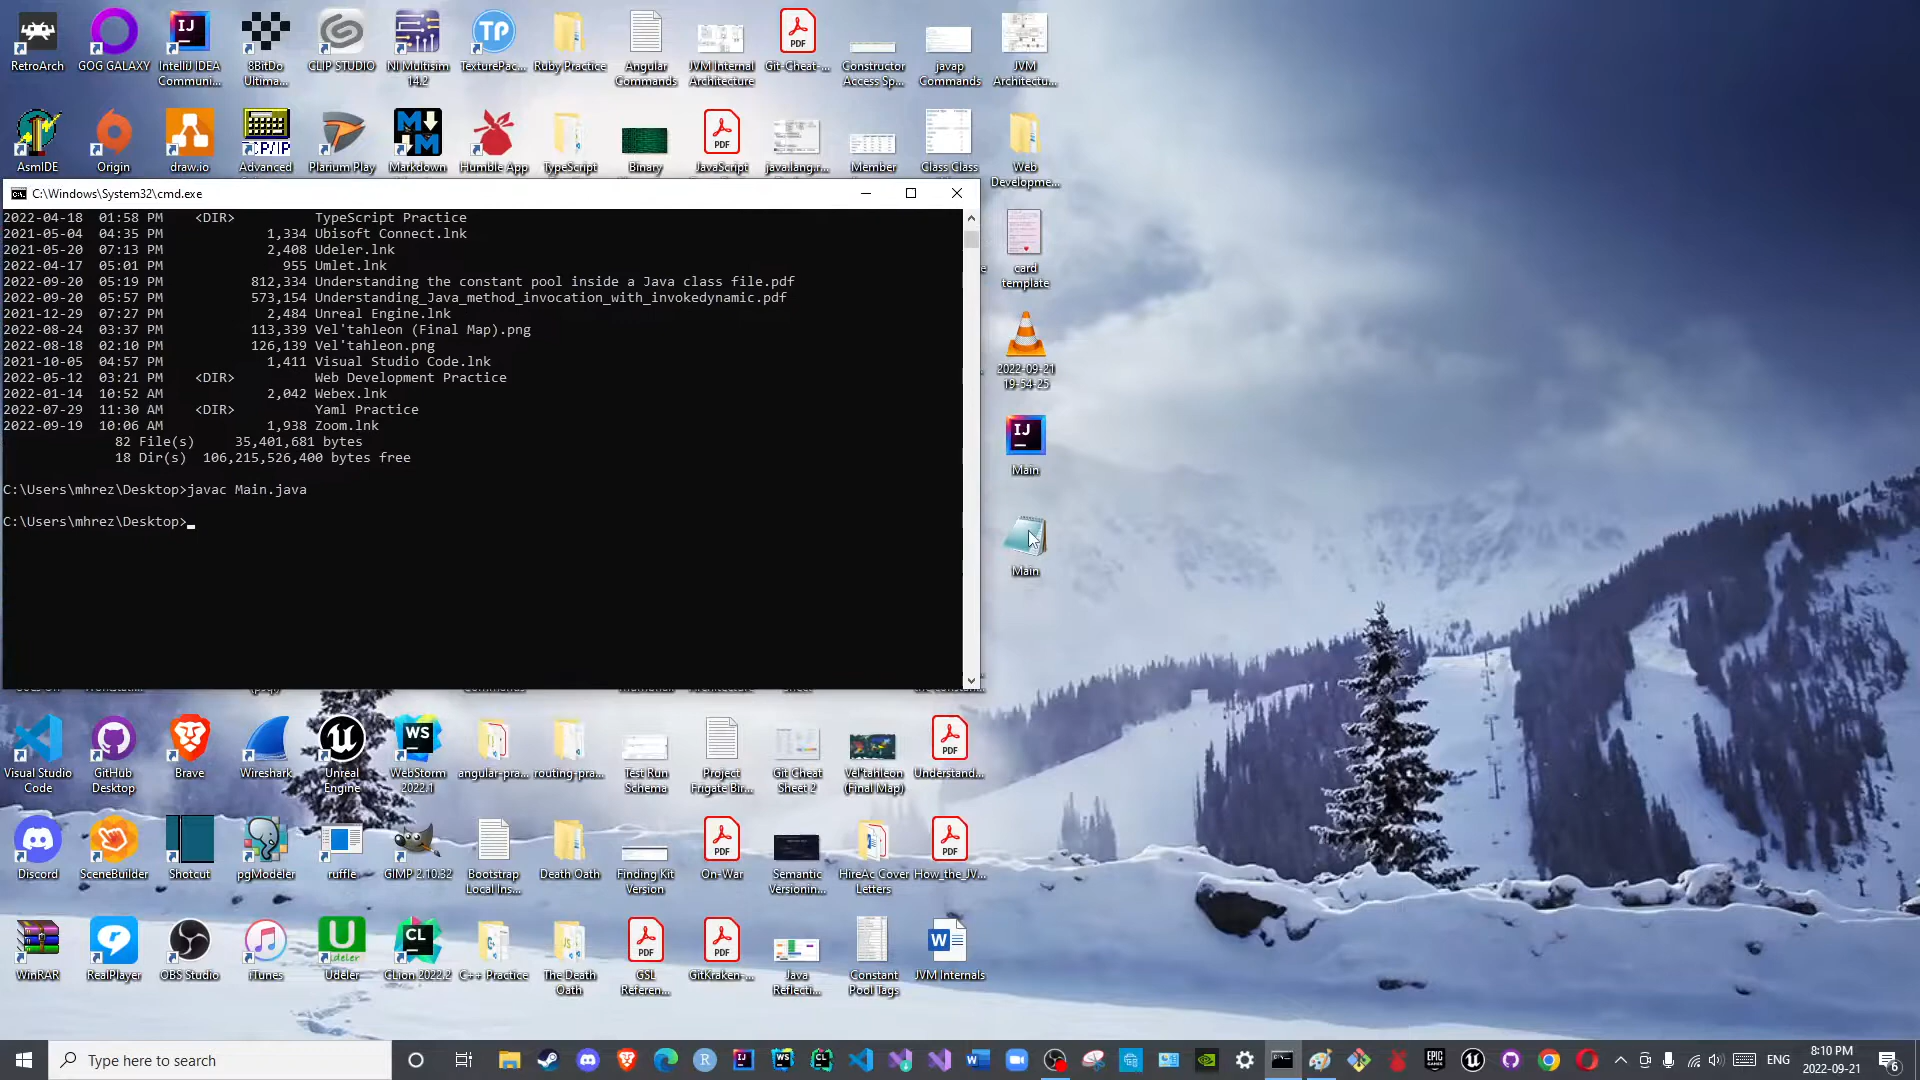 RetroArch
GOG GALAXY
IntelliJ IDEA
Communi...
8BitDo
Ultima...
CLIP STUDIO
NI Multisim
14.2
TexturePac...
Ruby Practice
Angular
Commands
JVM Internal
Architecture
Git-Cheat-...
Constructor
Access Sp...
javap
Commands
JVM
Architectu...
AsmIDE
Origin
draw.io
Advanced
Plarium Play
Markdown
Humble App
TypeScript
Binary
JavaScript
java.lang.r...
Member
Class Class
Web
Developme...
C:\Windows\System32\cmd.exe
2022-04-18  01:58 PM    <DIR>          TypeScript Practice
2021-05-04  04:35 PM             1,334 Ubisoft Connect.lnk
2021-05-20  07:13 PM             2,408 Udeler.lnk
2022-04-17  05:01 PM               955 Umlet.lnk
2022-09-20  05:19 PM           812,334 Understanding the constant pool inside a Java class file.pdf
2022-09-20  05:57 PM           573,154 Understanding_Java_method_invocation_with_invokedynamic.pdf
2021-12-29  07:27 PM             2,484 Unreal Engine.lnk
2022-08-24  03:37 PM           113,339 Vel'tahleon (Final Map).png
2022-08-18  02:10 PM           126,139 Vel'tahleon.png
2021-10-05  04:57 PM             1,411 Visual Studio Code.lnk
2022-05-12  03:21 PM    <DIR>          Web Development Practice
2022-01-14  10:52 AM             2,042 Webex.lnk
2022-07-29  11:30 AM    <DIR>          Yaml Practice
2022-09-19  10:06 AM             1,938 Zoom.lnk
82 File(s)     35,401,681 bytes
18 Dir(s)  106,215,526,400 bytes free
C:\Users\mhrez\Desktop>javac Main.java
C:\Users\mhrez\Desktop>
card
template
2022-09-21
19-54-25
Main
Main
Visual Studio
Code
GitHub
Desktop
Brave
Wireshark
Unreal
Engine
WebStorm
2022.1
angular-pra...
routing-pra...
Test Run
Schema
Project
Frigate Bir...
Git Cheat
Sheet 2
Vel'tahleon
(Final Map)
Understand...
Discord
SceneBuilder
Shotcut
pgModeler
ruffle
GIMP 2.10.32
Bootstrap
Local Ins...
Death Oath
Finding Kit
Version
On-War
Semantic
Versionin...
HireAc Cover
Letters
How_the_JV...
WinRAR
RealPlayer
OBS Studio
iTunes
Udeler
CLion 2022.2
C++ Practice
The Death
Oath
GSL
Referen...
GitKraken-...
Java
Reflecti...
Constant
Pool Tags
JVM Internals
Type here to search
ENG
8:10 PM
2022-09-21
6